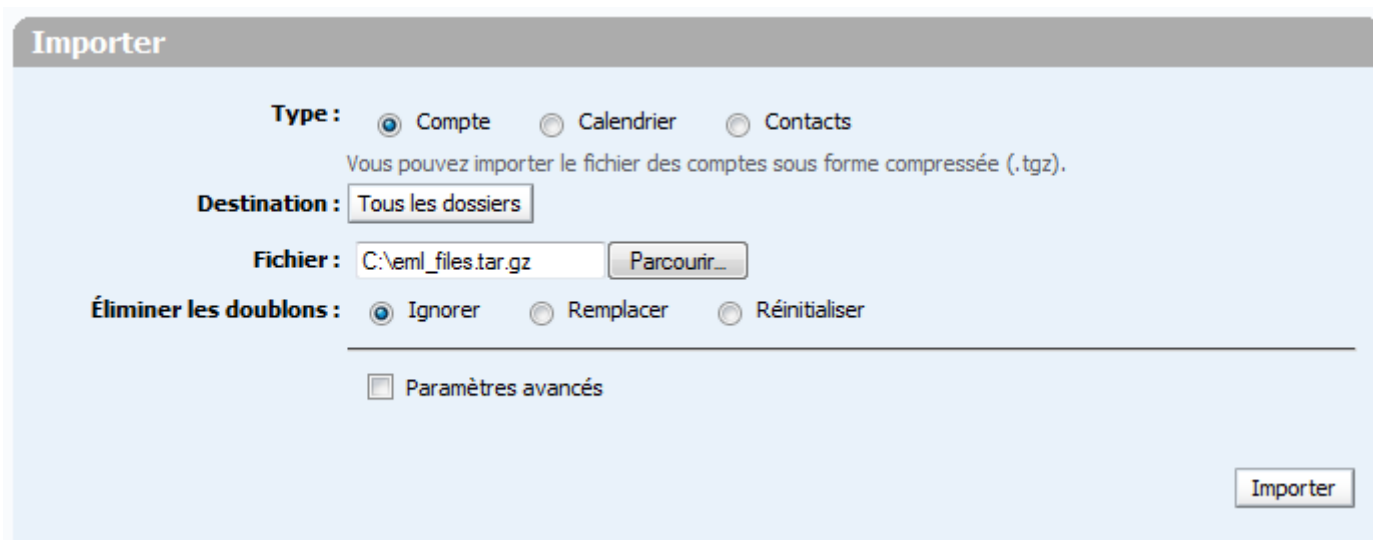 Importer
Type : Compte Calendrier Contacts
Vous pouvez importer le fichier des comptes sous forme compressée (.tgz).
Destination : Tous les dossiers
Fichier : C:\eml_files.tar.gz Parcourir...
Éliminer les doublons : Ignorer Remplacer Réinitialiser
Paramètres avancés
Importer